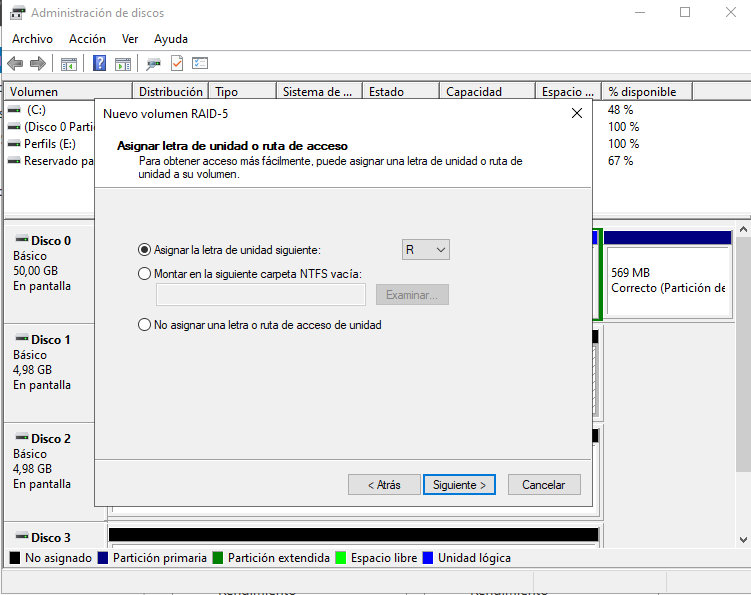 Administración de discos
Archivo Acción Ver Ayuda
Volumen Distribución Tipo Sistema de ... Estado Capacidad Espacio ... % disponible
(C:) 48 %
(Disco 0 Parti 100 %
Perfils (E:) 100 %
Reservado pa 67 %
Nuevo volumen RAID-5
Asignar letra de unidad o ruta de acceso
Para obtener acceso más fácilmente, puede asignar una letra de unidad o ruta de
unidad a su volumen.
Asignar la letra de unidad siguiente: R
Montar en la siguiente carpeta NTFS vacía:
Examinar...
No asignar una letra o ruta de acceso de unidad
< Atrás Siguiente > Cancelar
Disco 0
Básico
50,00 GB
En pantalla
569 MB
Correcto (Partición de
Disco 1
Básico
4,98 GB
En pantalla
Disco 2
Básico
4,98 GB
En pantalla
Disco 3
No asignado Partición primaria Partición extendida Espacio libre Unidad lógica